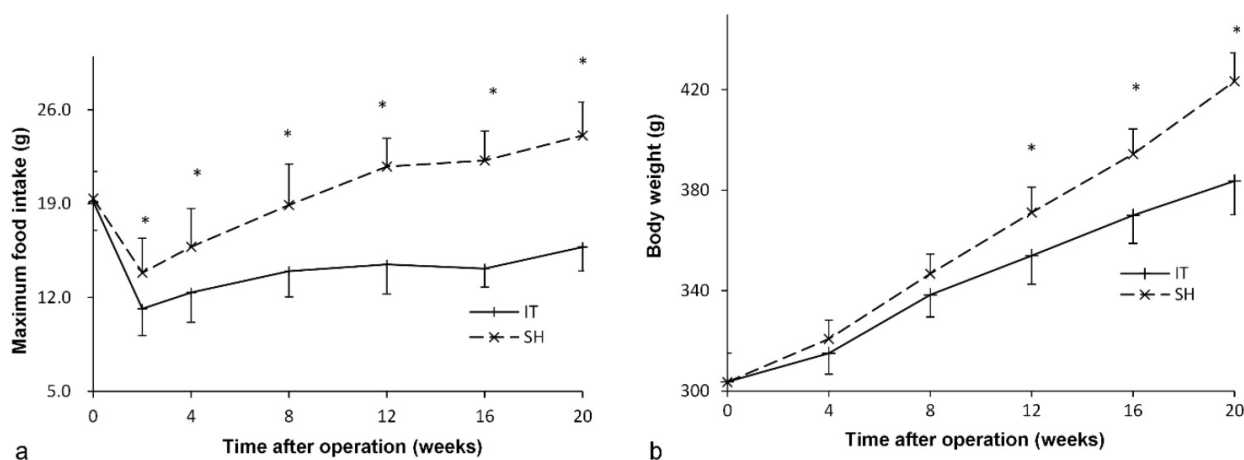 Maximum food intake (g)
26.0
19.0
12.0
5.0
* * * * * *
IT
SH
0 4 8 12 16 20
Time after operation (weeks)
a
Body weight (g)
420
380
340
300
* * *
IT
SH
0 4 8 12 16 20
Time after operation (weeks)
b